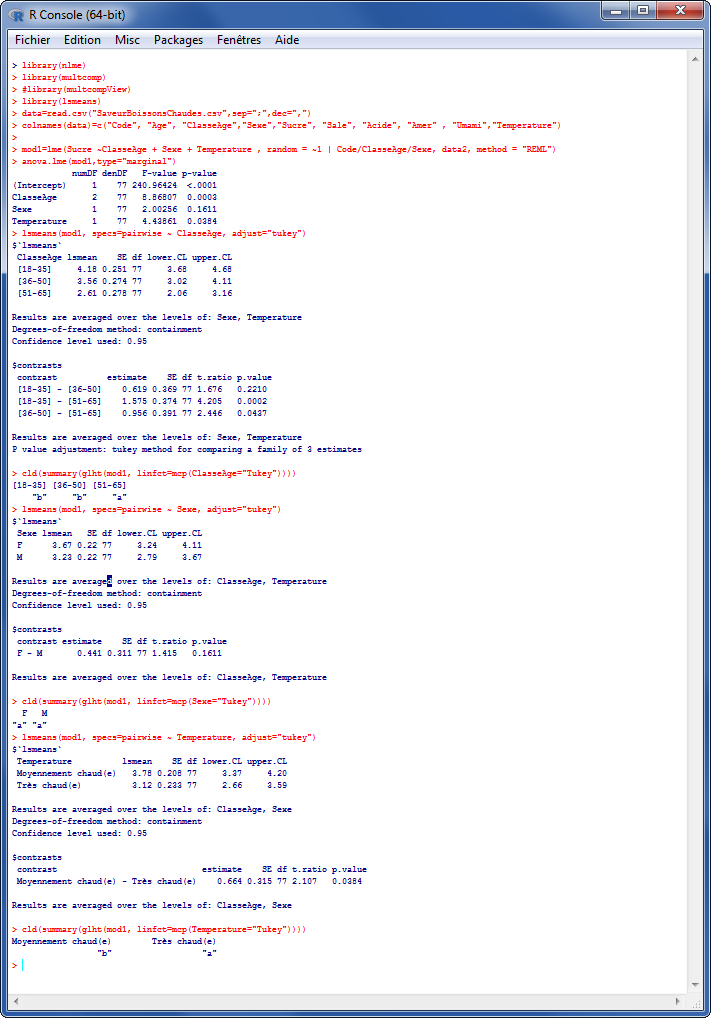 R Console (64-bit)
Fichier Edition Misc Packages Fenêtres Aide
> library(nlme)
> library(multcomp)
> #library(multcompView)
> library(lsmeans)
> data=read.csv("SaveurBoissonsChaudes.csv",sep=";",dec=",")
> colnames(data)=c("Code", "Age", "ClasseAge","Sexe","Sucre", "Sale", "Acide", "Amer" , "Umami","Temperature")
>
> mod1=lme(Sucre ~ClasseAge + Sexe + Temperature , random = ~1 | Code/ClasseAge/Sexe, data2, method = "REML")
> anova.lme(mod1,type="marginal")
numDF denDF F-value p-value
(Intercept) 1 77 240.96424 <.0001
ClasseAge 2 77 8.86807 0.0003
Sexe 1 77 2.00256 0.1611
Temperature 1 77 4.43861 0.0384
> lsmeans(mod1, specs=pairwise ~ ClasseAge, adjust="tukey")
$`lsmeans`
ClasseAge lsmean SE df lower.CL upper.CL
[18-35] 4.18 0.251 77 3.68 4.68
[36-50] 3.56 0.274 77 3.02 4.11
[51-65] 2.61 0.278 77 2.06 3.16
Results are averaged over the levels of: Sexe, Temperature
Degrees-of-freedom method: containment
Confidence level used: 0.95
$contrasts
contrast estimate SE df t.ratio p.value
[18-35] - [36-50] 0.619 0.369 77 1.676 0.2210
[18-35] - [51-65] 1.575 0.374 77 4.205 0.0002
[36-50] - [51-65] 0.956 0.391 77 2.446 0.0437
Results are averaged over the levels of: Sexe, Temperature
P value adjustment: tukey method for comparing a family of 3 estimates
> cld(summary(glht(mod1, linfct=mcp(ClasseAge="Tukey"))))
[18-35] [36-50] [51-65]
"b" "b" "a"
> lsmeans(mod1, specs=pairwise ~ Sexe, adjust="tukey")
$`lsmeans`
Sexe lsmean SE df lower.CL upper.CL
F 3.67 0.22 77 3.24 4.11
M 3.23 0.22 77 2.79 3.67
Results are averaged over the levels of: ClasseAge, Temperature
Degrees-of-freedom method: containment
Confidence level used: 0.95
$contrasts
contrast estimate SE df t.ratio p.value
F - M 0.441 0.311 77 1.415 0.1611
Results are averaged over the levels of: ClasseAge, Temperature
> cld(summary(glht(mod1, linfct=mcp(Sexe="Tukey"))))
F M
"a" "a"
> lsmeans(mod1, specs=pairwise ~ Temperature, adjust="tukey")
$`lsmeans`
Temperature lsmean SE df lower.CL upper.CL
Moyennement chaud(e) 3.78 0.208 77 3.37 4.20
Très chaud(e) 3.12 0.233 77 2.66 3.59
Results are averaged over the levels of: ClasseAge, Sexe
Degrees-of-freedom method: containment
Confidence level used: 0.95
$contrasts
contrast estimate SE df t.ratio p.value
Moyennement chaud(e) - Très chaud(e) 0.664 0.315 77 2.107 0.0384
Results are averaged over the levels of: ClasseAge, Sexe
> cld(summary(glht(mod1, linfct=mcp(Temperature="Tukey"))))
Moyennement chaud(e) Très chaud(e)
"b" "a"
>